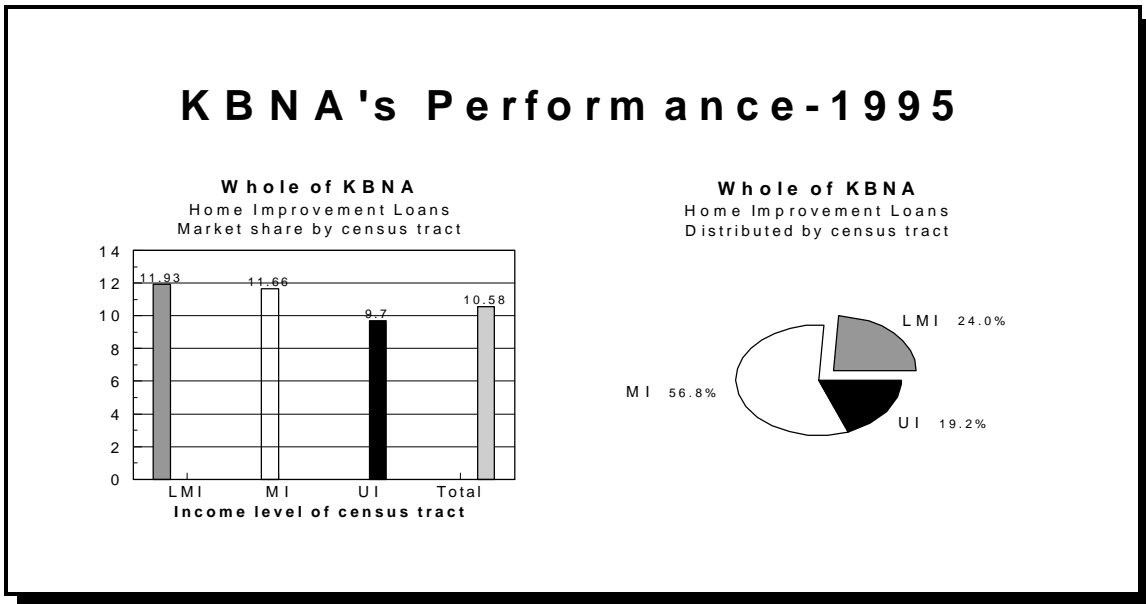 KBNA's Performance-1995
Whole of KBNA
Home Improvement Loans
Market share by census tract
14
12
10
8
6
4
2
0
11.93
11.66
9.7
10.58
LMI
MI
UI
Total
Income level of census tract
Whole of KBNA
Home Improvement Loans
Distributed by census tract
LMI 24.0%
MI 56.8%
UI 19.2%